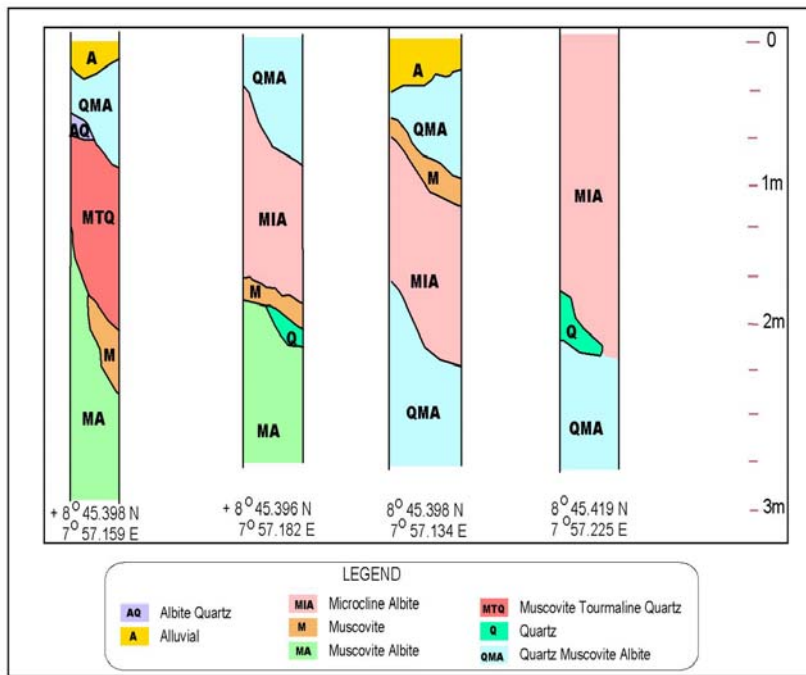 0
1m
2m
3m
A
QMA
AQ
MTQ
M
MA
QMA
MIA
M
Q
MA
A
QMA
M
MIA
QMA
MIA
Q
QMA
+ 8° 45.398 N
7° 57.159 E
+ 8° 45.396 N
7° 57.182 E
8° 45.398 N
7° 57.134 E
8° 45.419 N
7° 57.225 E
LEGEND
AQ Albite Quartz
A Alluvial
MIA Microcline Albite
M Muscovite
MA Muscovite Albite
MTQ Muscovite Tourmaline Quartz
Q Quartz
QMA Quartz Muscovite Albite